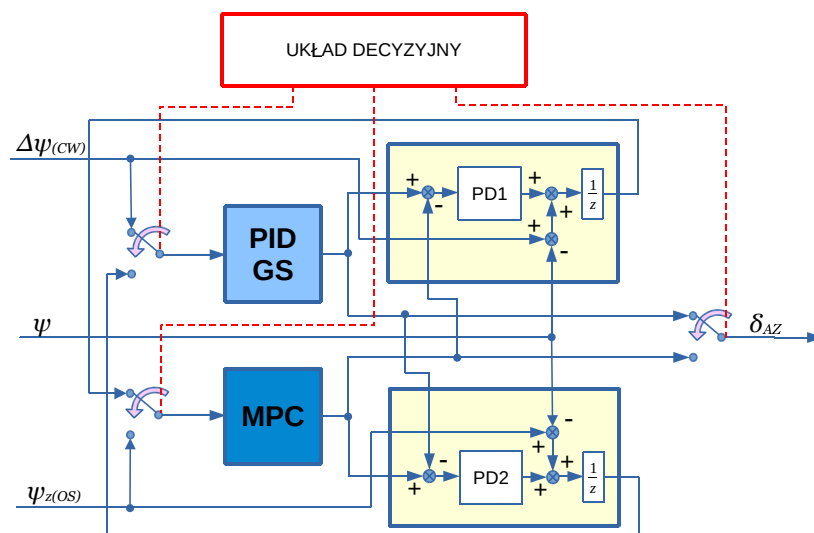 UKŁAD DECYZYJNY
Δψ(CW)
+
-
PD1
+
+
1
z
+
-
PID
GS
ψ
δAZ
MPC
-
+
-
+
PD2
+
+
1
z
ψz(OS)